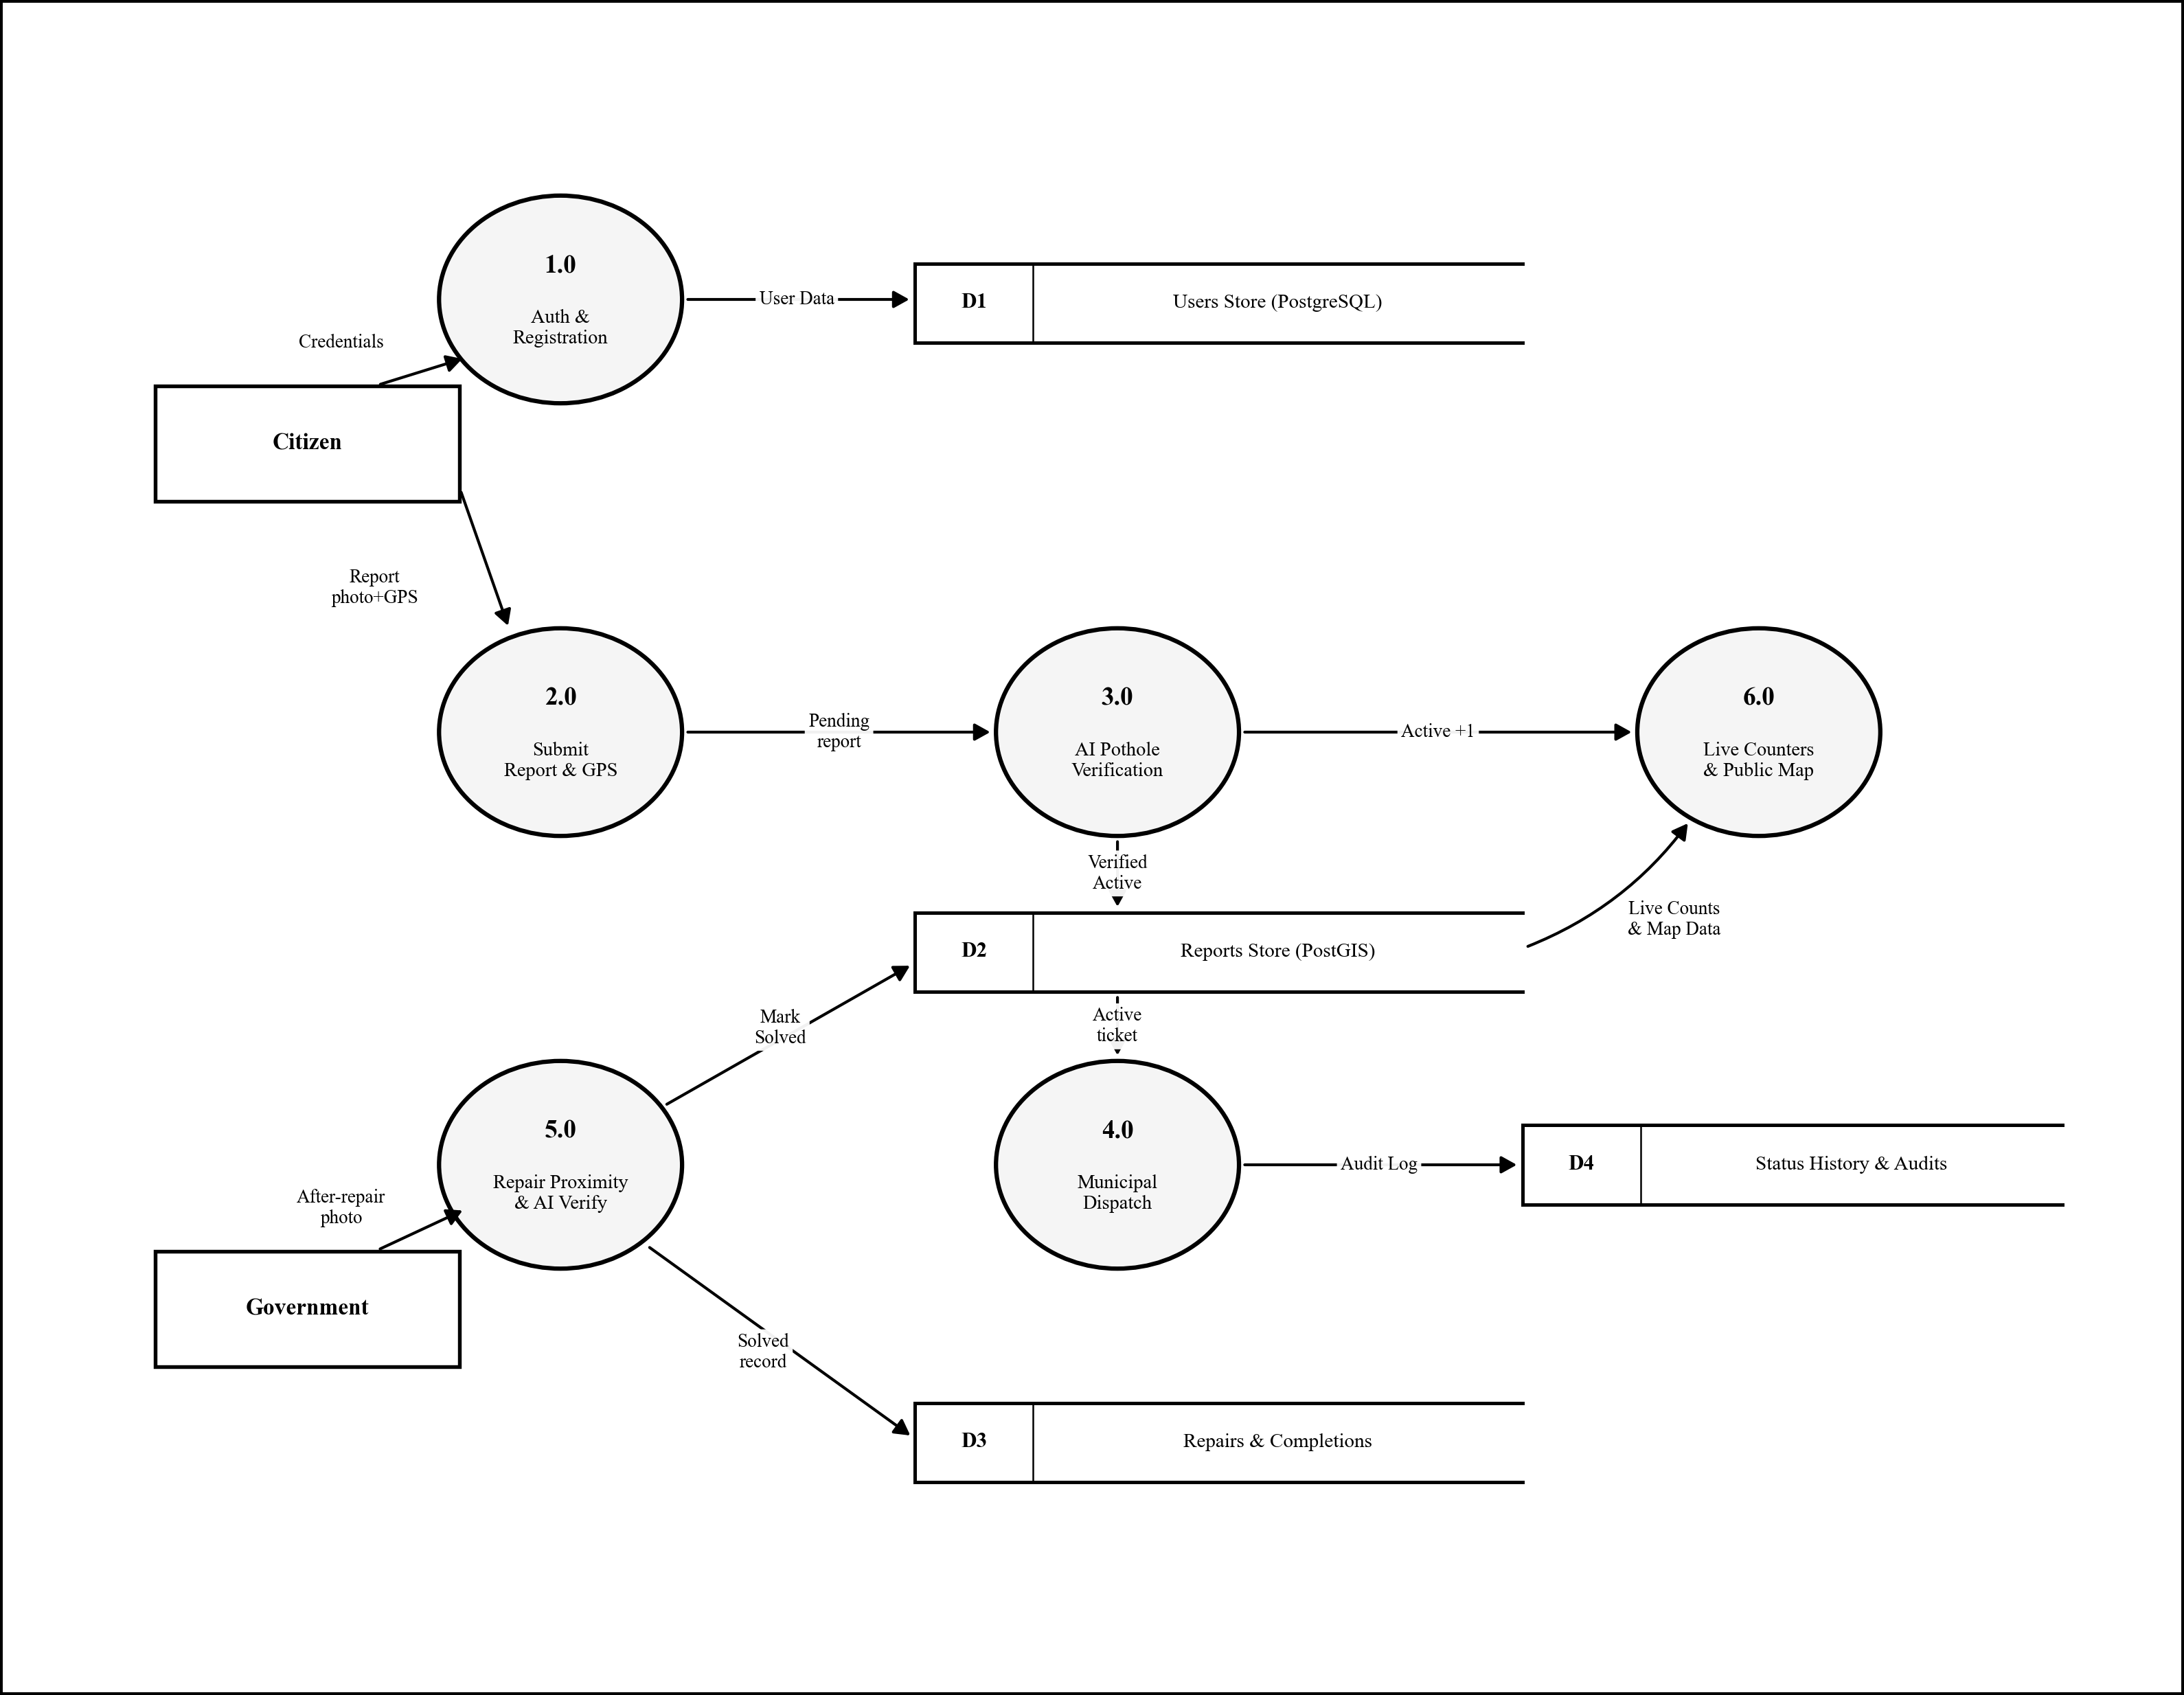 1.0
Auth &
Registration
User Data
D1
Users Store (PostgreSQL)
Credentials
Citizen
Report
photo+GPS
2.0
Submit
Report & GPS
Pending
report
3.0
AI Pothole
Verification
Active +1
6.0
Live Counters
& Public Map
Verified
Active
Live Counts
& Map Data
D2
Reports Store (PostGIS)
Mark
Solved
Active
ticket
5.0
Repair Proximity
& AI Verify
4.0
Municipal
Dispatch
Audit Log
D4
Status History & Audits
After-repair
photo
Government
Solved
record
D3
Repairs & Completions